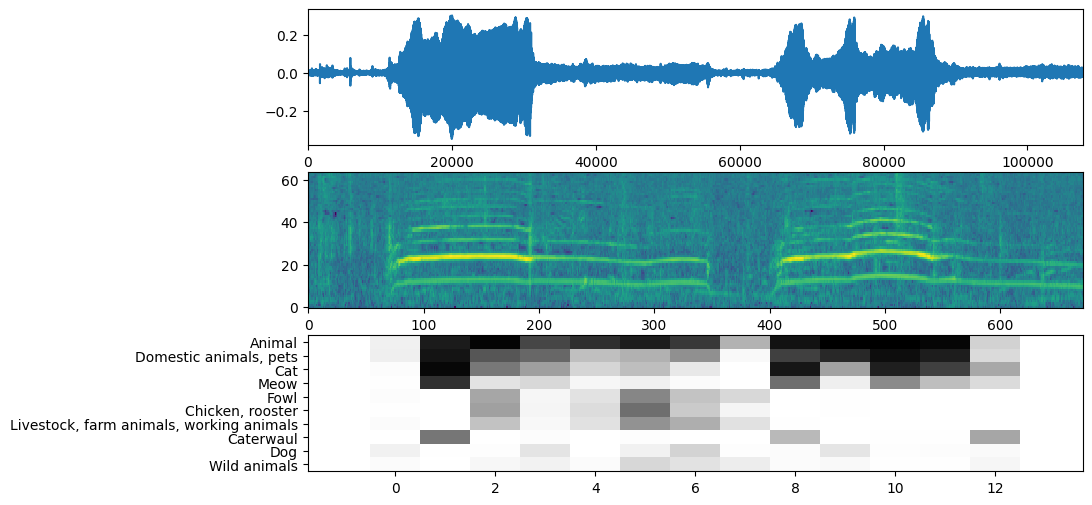 0.2
0.0
−0.2
0 20000 40000 60000 80000 100000
60
40
20
0
0 100 200 300 400 500 600
Animal
Domestic animals, pets
Cat
Meow
Fowl
Chicken, rooster
Livestock, farm animals, working animals
Caterwaul
Dog
Wild animals
0 2 4 6 8 10 12